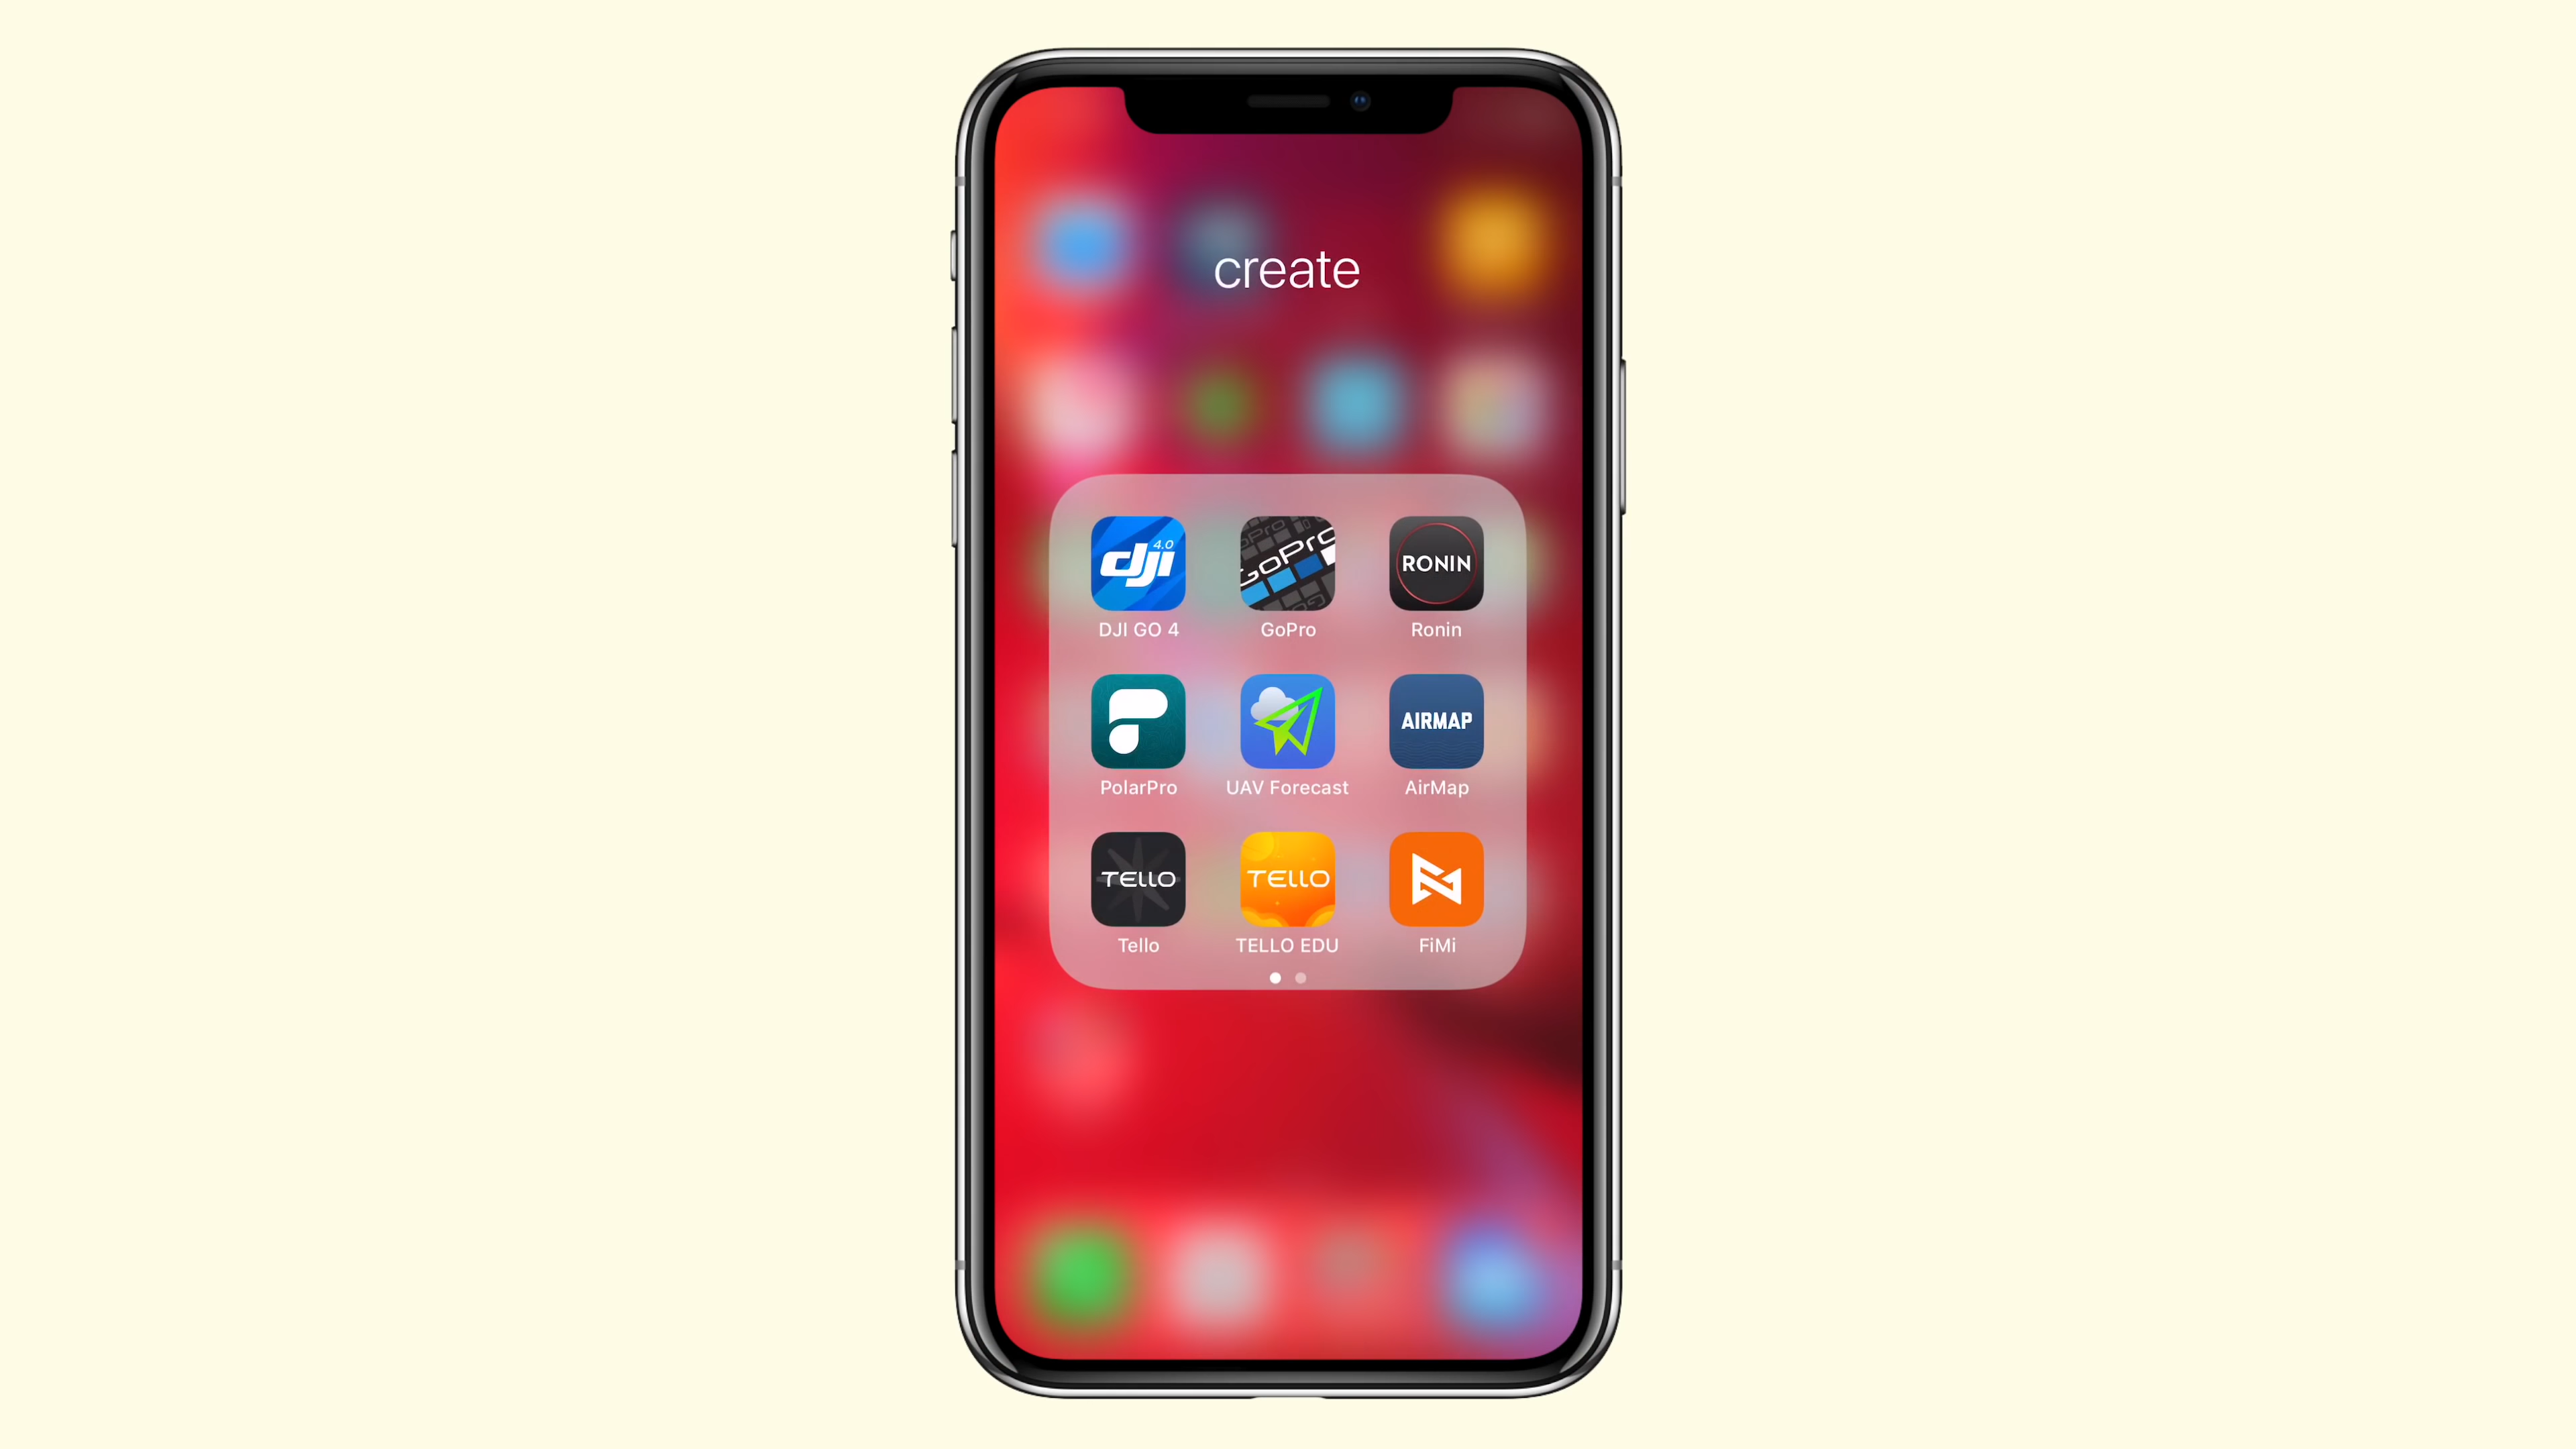 create
dji 4.0
GoPro
RONIN
DJI GO 4
GoPro
Ronin
AIRMAP
PolarPro
UAV Forecast
AirMap
TELLO
TELLO
Tello
TELLO EDU
FiMi